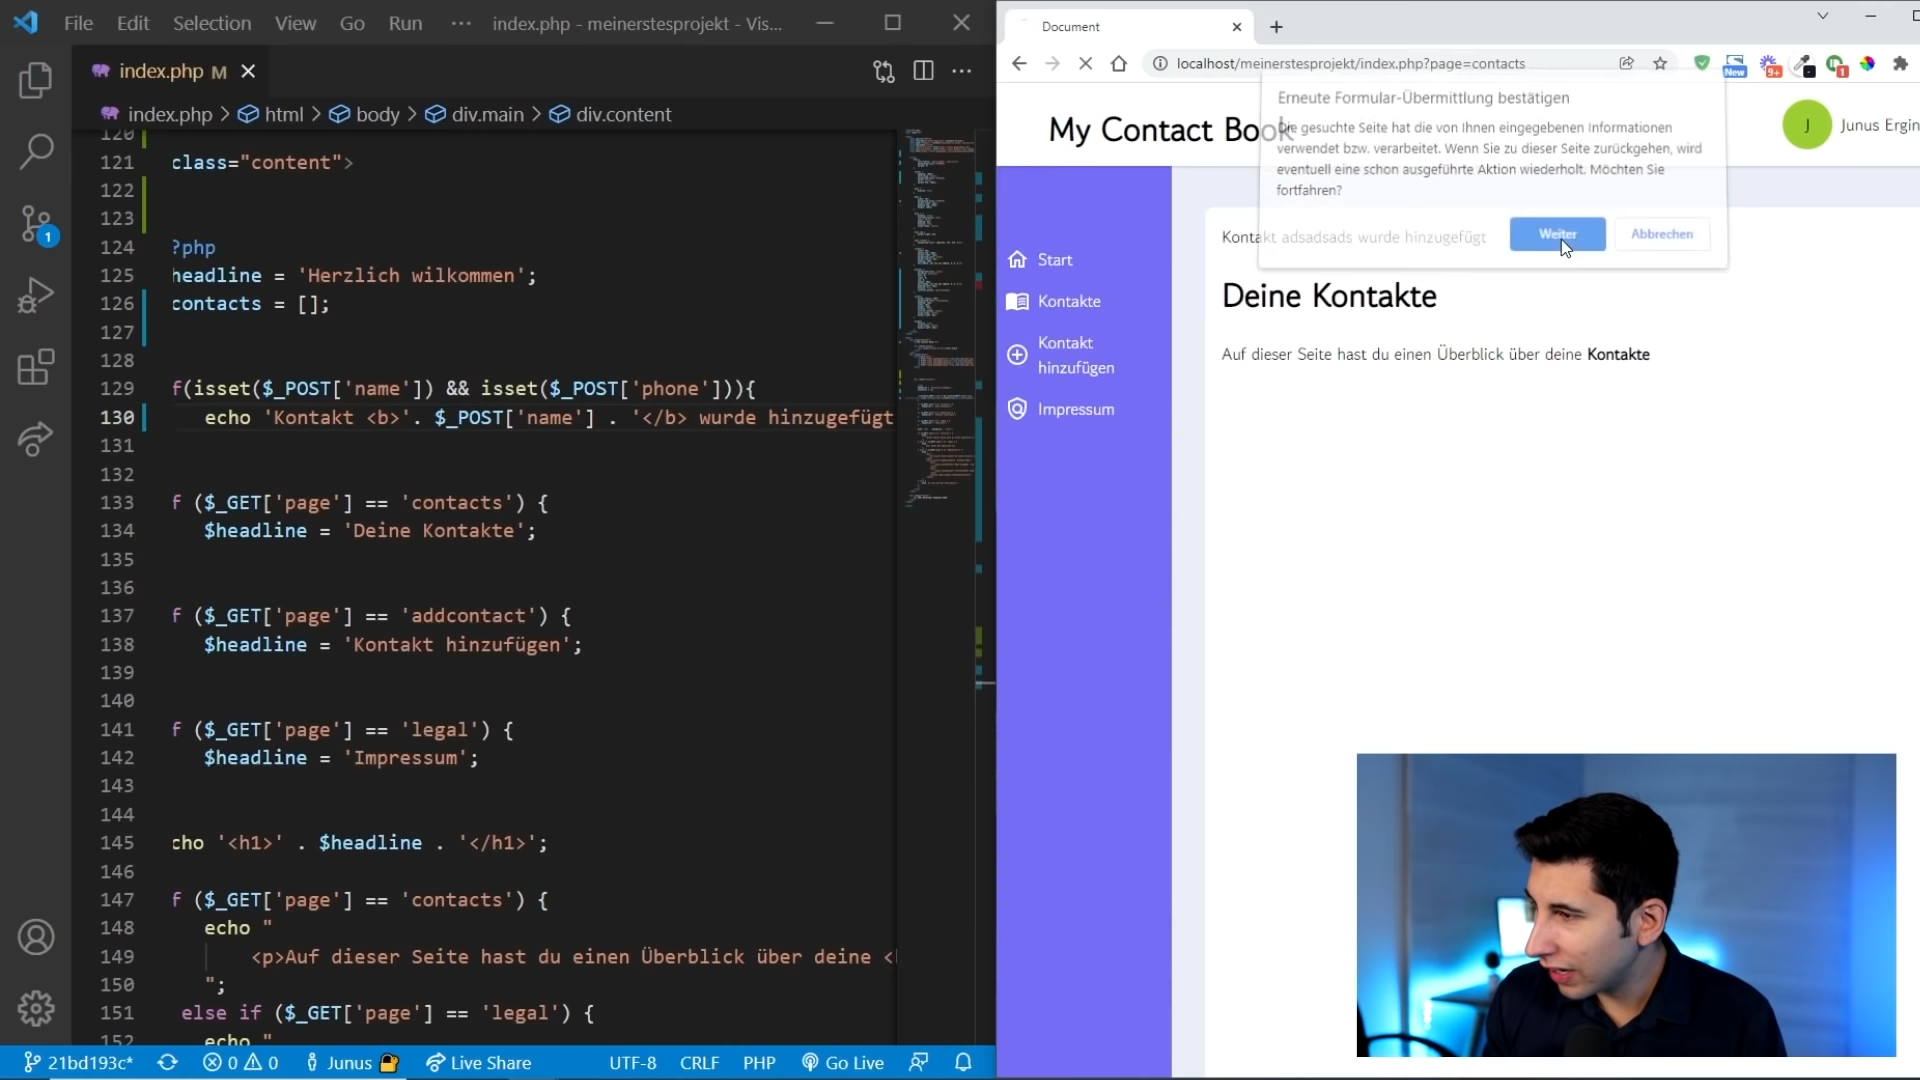 File Edit Selection View Go Run ··· index.php - meinerstesprojekt - Vis...
index.php M
index.php > html > body > div.main > div.content
120
121 class="content">
122
123
124 ?php
125 headline = 'Herzlich wilkommen';
126 contacts = [];
127
128
129 f(isset($_POST['name']) && isset($_POST['phone'])){
130 echo 'Kontakt <b>'. $_POST['name'] . '</b> wurde hinzugefügt
131
132
133 f ($_GET['page'] == 'contacts') {
134 $headline = 'Deine Kontakte';
135
136
137 f ($_GET['page'] == 'addcontact') {
138 $headline = 'Kontakt hinzufügen';
139
140
141 f ($_GET['page'] == 'legal') {
142 $headline = 'Impressum';
143
144
145 cho '<h1>' . $headline . '</h1>';
146
147 f ($_GET['page'] == 'contacts') {
148 echo "
149 <p>Auf dieser Seite hast du einen Überblick über deine <
150 ";
151 else if ($_GET['page'] == 'legal') {
152 echo "
1
21bd193c* 0 0 Junus Live Share UTF-8 CRLF PHP Go Live
Document
localhost/meinerstesprojekt/index.php?page=contacts
New 9+ 1
My Contact Book
J Junus Ergin
Erneute Formular-Übermittlung bestätigen
Die gesuchte Seite hat die von Ihnen eingegebenen Informationen
verwendet bzw. verarbeitet. Wenn Sie zu dieser Seite zurückgehen, wird
eventuell eine schon ausgeführte Aktion wiederholt. Möchten Sie
fortfahren?
Weiter Abbrechen
Start
Kontakte
Kontakt
hinzufügen
Impressum
Kontakt adsadsads wurde hinzugefügt
Deine Kontakte
Auf dieser Seite hast du einen Überblick über deine Kontakte